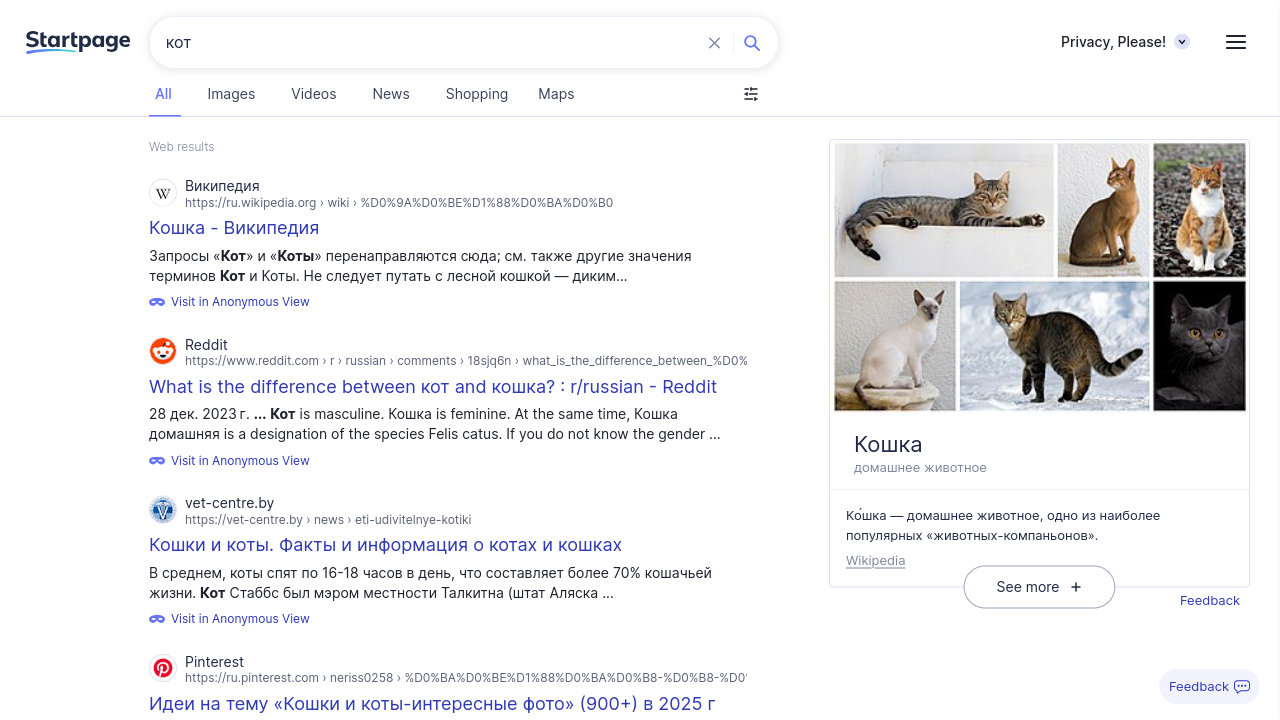 Startpage
кот
Privacy, Please!
All
Images
Videos
News
Shopping
Maps
Web results
W
Википедия
https://ru.wikipedia.org › wiki › %D0%9A%D0%BE%D1%88%D0%BA%D0%B0
Кошка - Википедия
Запросы «Кот» и «Коты» перенаправляются сюда; см. также другие значения
терминов Кот и Коты. Не следует путать с лесной кошкой — диким...
Visit in Anonymous View
Reddit
https://www.reddit.com › r › russian › comments › 18sjq6n › what_is_the_difference_between_%D0%
What is the difference between кот and кошка? : r/russian - Reddit
28 дек. 2023 г. ... Кот is masculine. Кошка is feminine. At the same time, Кошка
домашняя is a designation of the species Felis catus. If you do not know the gender ...
Visit in Anonymous View
vet-centre.by
https://vet-centre.by › news › eti-udivitelnye-kotiki
Кошки и коты. Факты и информация о котах и кошках
В среднем, коты спят по 16-18 часов в день, что составляет более 70% кошачьей
жизни. Кот Стаббс был мэром местности Талкитна (штат Аляска ...
Visit in Anonymous View
Pinterest
https://ru.pinterest.com › neriss0258 › %D0%BA%D0%BE%D1%88%D0%BA%D0%B8-%D0%B8-%D0
Идеи на тему «Кошки и коты-интересные фото» (900+) в 2025 г
Кошка
домашнее животное
Ко́шка — домашнее животное, одно из наиболее
популярных «животных-компаньонов».
Wikipedia
See more
Feedback
Feedback